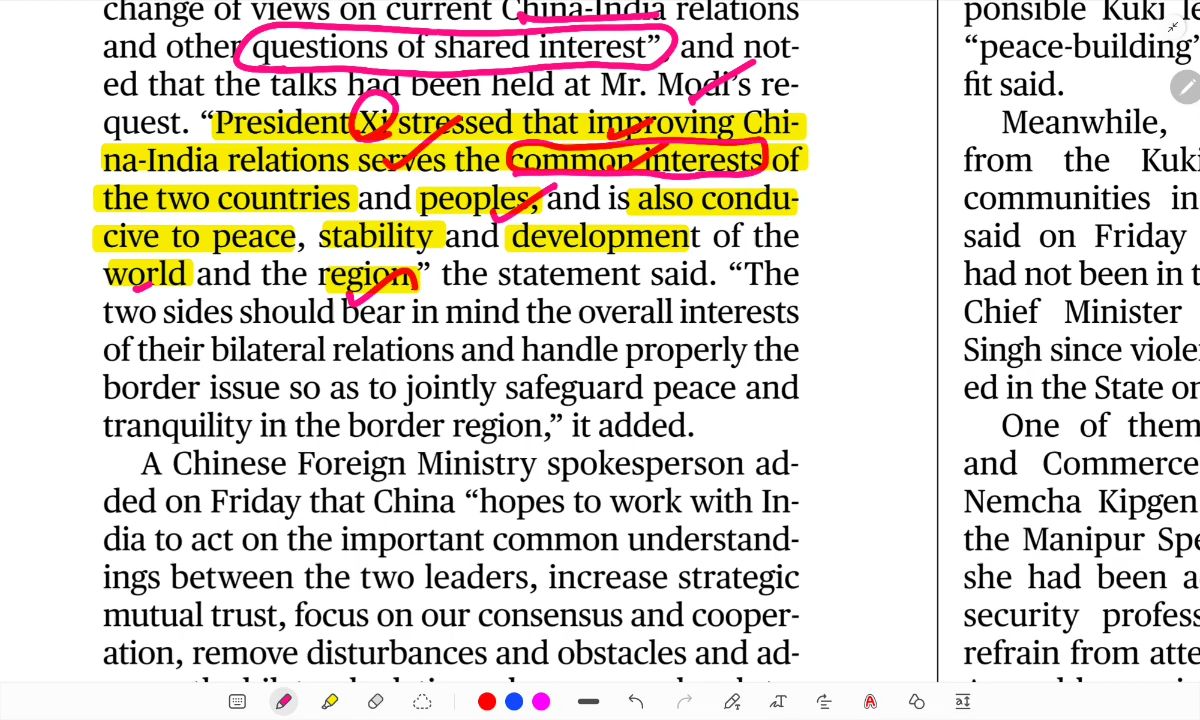 change of views on current China-India relations
and other questions of shared interest”, and not-
ed that the talks had been held at Mr. Modi’s re-
quest. “President Xi stressed that improving Chi-
na-India relations serves the common interests of
the two countries and peoples, and is also condu-
cive to peace, stability and development of the
world and the region,” the statement said. “The
two sides should bear in mind the overall interests
of their bilateral relations and handle properly the
border issue so as to jointly safeguard peace and
tranquility in the border region,” it added.
A Chinese Foreign Ministry spokesperson ad-
ded on Friday that China “hopes to work with In-
dia to act on the important common understand-
ings between the two leaders, increase strategic
mutual trust, focus on our consensus and cooper-
ation, remove disturbances and obstacles and ad-
ponsible Kuki le
“peace-building”
fit said.
Meanwhile,
from the Kuki
communities in
said on Friday
had not been in t
Chief Minister
Singh since viole
ed in the State on
One of them
and Commerce
Nemcha Kipgen
the Manipur Spe
she had been a
security profess
refrain from atte